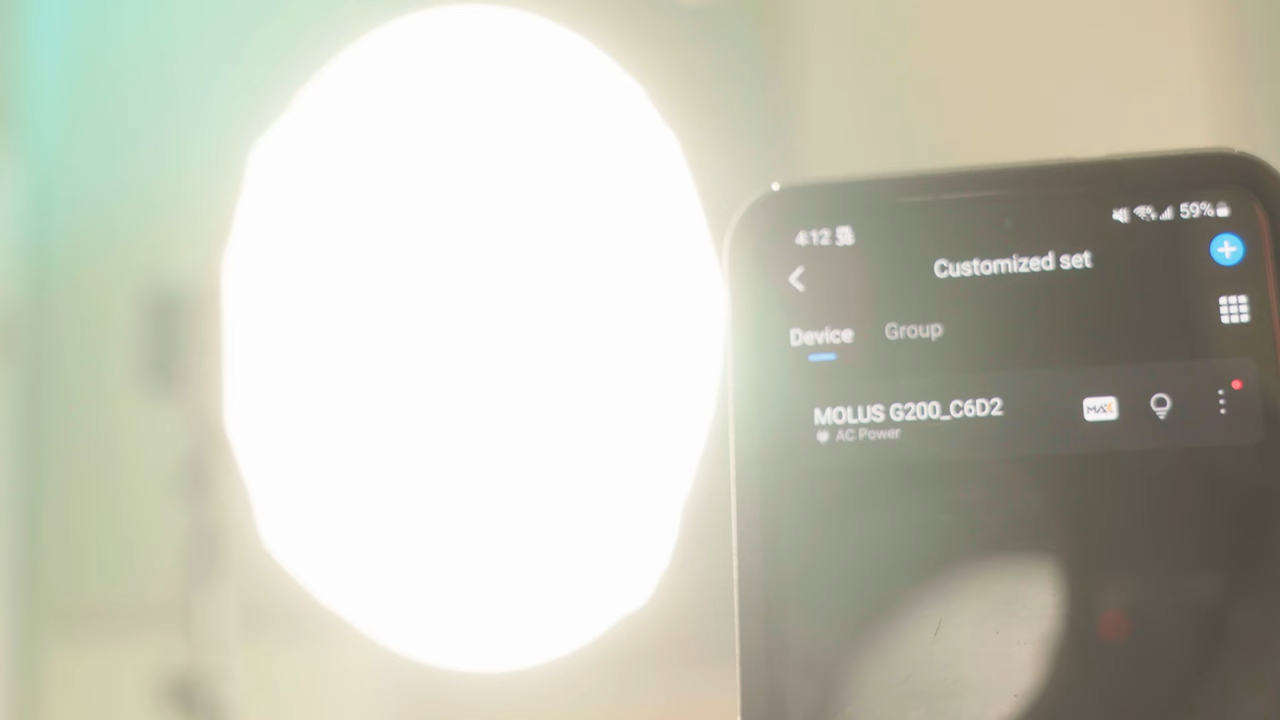 4:12
59%
Customized set
Device Group
MOLUS G200_C6D2
MAX
AC Power